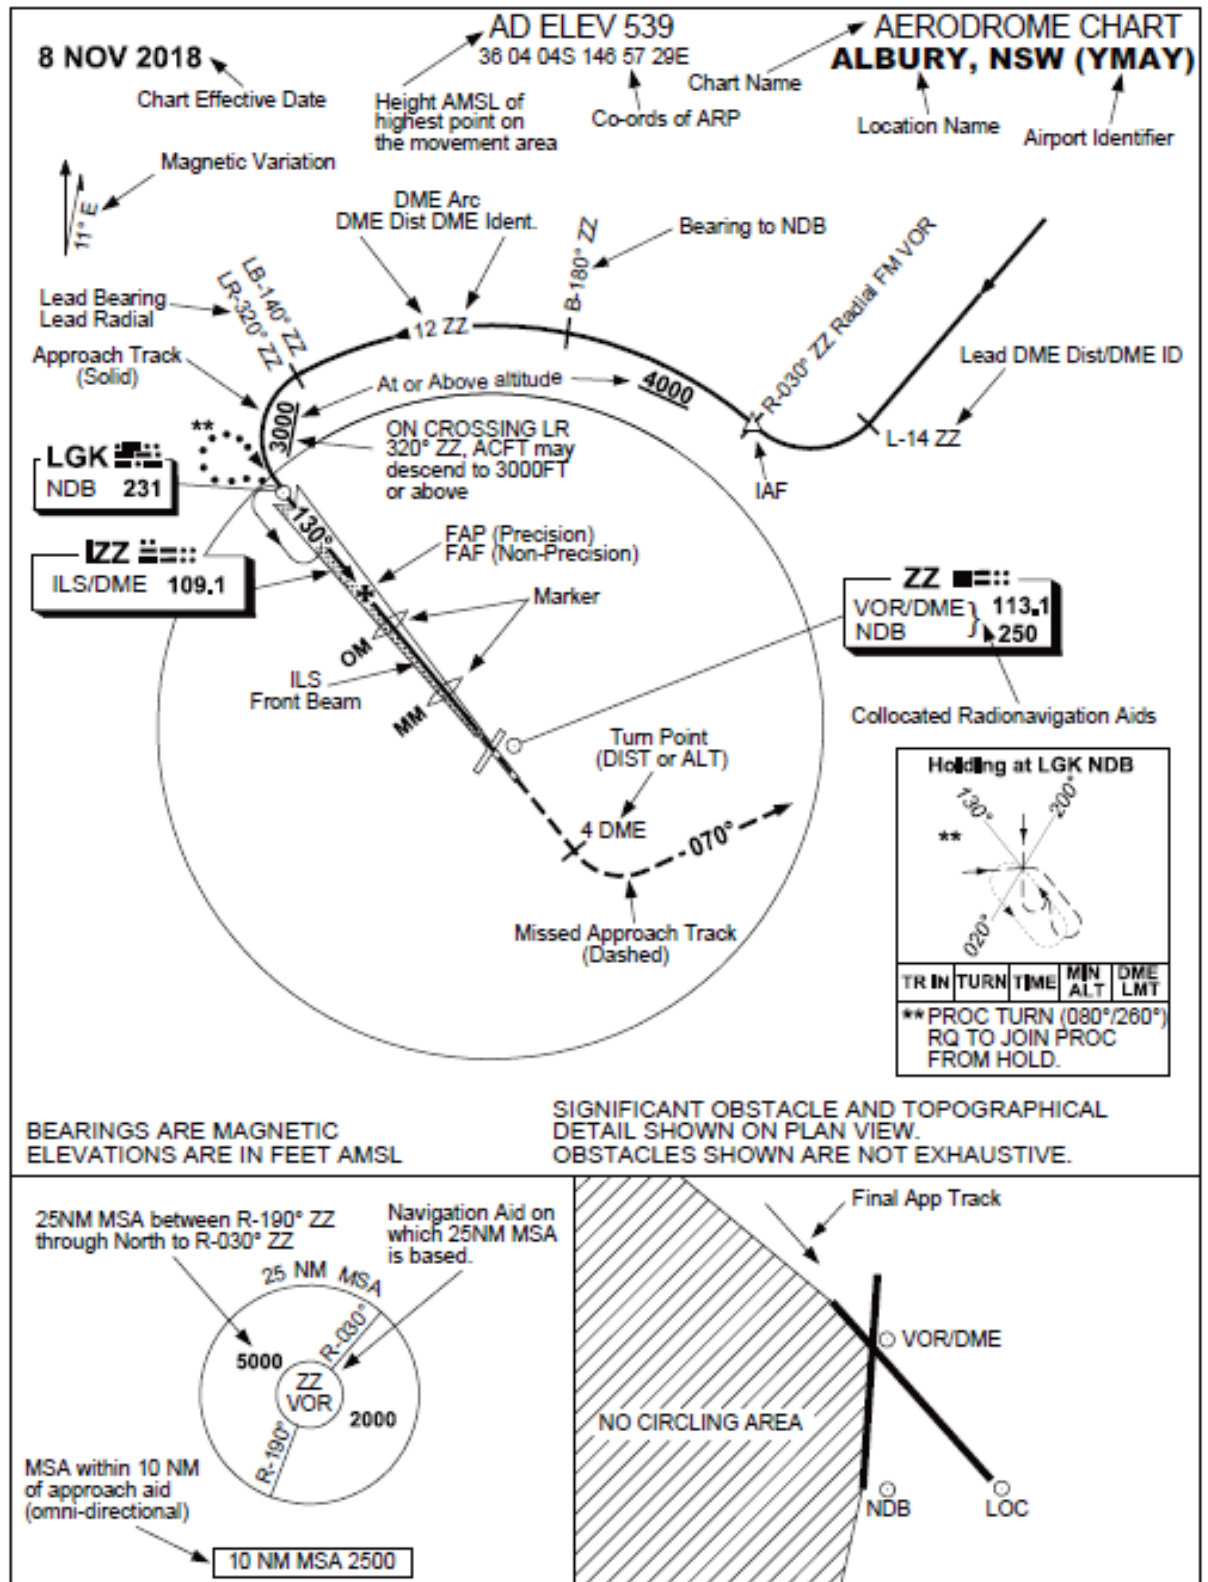 AD ELEV 539
AERODROME CHART
8 NOV 2018
36 04 04S 146 57 29E
ALBURY, NSW (YMAY)
Chart Name
Chart Effective Date
Height AMSL of
highest point on
the movement area
Co-ords of ARP
Location Name
Airport Identifier
Magnetic Variation
11° E
DME Arc
DME Dist DME Ident.
Bearing to NDB
B-180° ZZ
R-030° ZZ Radial FM VOR
Lead Bearing
Lead Radial
LB-140° ZZ
LR-320° ZZ
12 ZZ
Approach Track
(Solid)
Lead DME Dist/DME ID
At or Above altitude
4000
3000
**
ON CROSSING LR
320° ZZ, ACFT may
descend to 3000FT
or above
L-14 ZZ
IAF
LGK
NDB 231
130°
FAP (Precision)
FAF (Non-Precision)
IZZ
ILS/DME 109.1
Marker
ZZ
VOR/DME } 113.1
NDB 250
OM
ILS
Front Beam
MM
Collocated Radionavigation Aids
Turn Point
(DIST or ALT)
4 DME
070°
Missed Approach Track
(Dashed)
Holding at LGK NDB
130°
200°
**
020°
TR IN TURN TIME MIN ALT DME LMT
** PROC TURN (080°/260°)
RQ TO JOIN PROC
FROM HOLD.
BEARINGS ARE MAGNETIC
ELEVATIONS ARE IN FEET AMSL
SIGNIFICANT OBSTACLE AND TOPOGRAPHICAL
DETAIL SHOWN ON PLAN VIEW.
OBSTACLES SHOWN ARE NOT EXHAUSTIVE.
25NM MSA between R-190° ZZ
through North to R-030° ZZ
Navigation Aid on
which 25NM MSA
is based.
25 NM MSA
R-030°
5000
ZZ
VOR
2000
R-190°
MSA within 10 NM
of approach aid
(omni-directional)
10 NM MSA 2500
Final App Track
VOR/DME
NO CIRCLING AREA
NDB
LOC